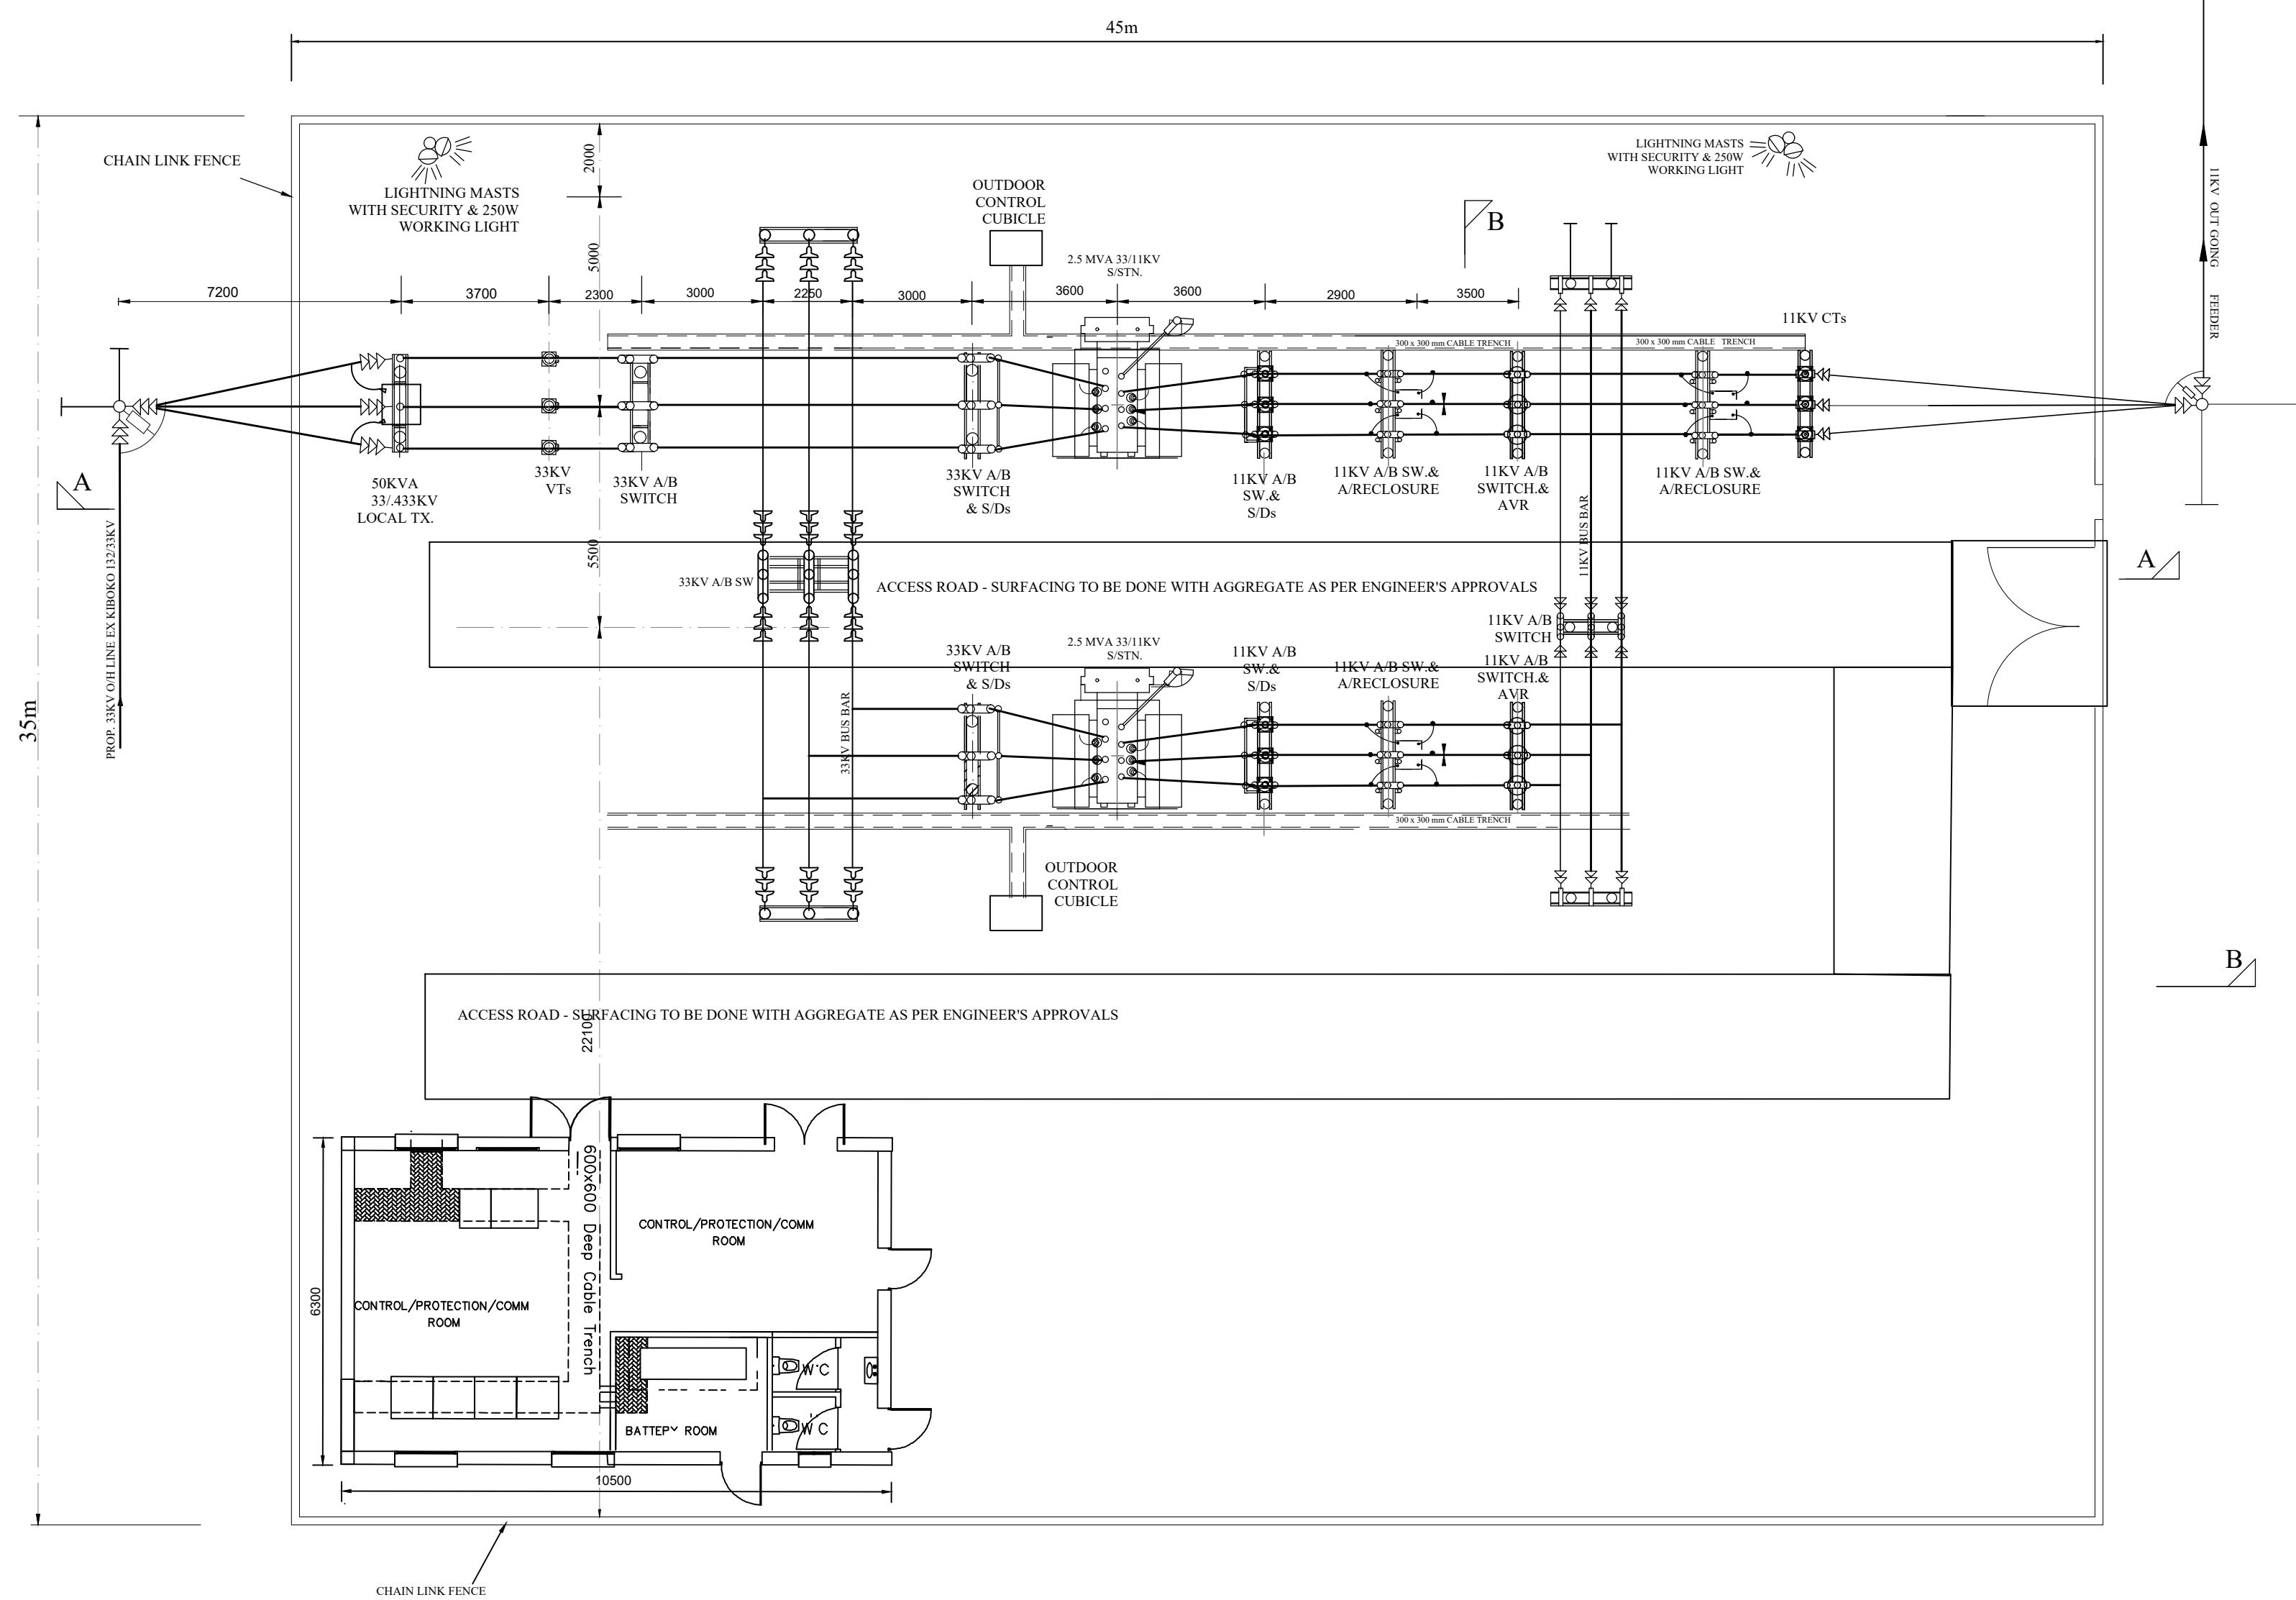 45m
CHAIN LINK FENCE
LIGHTNING MASTS
WITH SECURITY & 250W
WORKING LIGHT
2000
5000
OUTDOOR
CONTROL
CUBICLE
LIGHTNING MASTS
WITH SECURITY & 250W
WORKING LIGHT
B
11KV OUT GOING FEEDER
2.5 MVA 33/11KV
S/STN.
7200
3700
2300
3000
2250
3000
3600
3600
2900
3500
11KV CTs
300 x 300 mm CABLE TRENCH
300 x 300 mm CABLE TRENCH
A
50KVA
33/.433KV
LOCAL TX.
33KV
VTs
33KV A/B
SWITCH
33KV A/B
SWITCH
& S/Ds
11KV A/B
SW.&
S/Ds
11KV A/B SW.&
A/RECLOSURE
11KV A/B
SWITCH.&
AVR
11KV A/B SW.&
A/RECLOSURE
PROP. 33KV O/H LINE EX KIBOKO 132/33KV
5500
11KV BUS BAR
33KV A/B SW
ACCESS ROAD - SURFACING TO BE DONE WITH AGGREGATE AS PER ENGINEER'S APPROVALS
A
11KV A/B
SWITCH
33KV A/B
SWITCH
& S/Ds
2.5 MVA 33/11KV
S/STN.
11KV A/B
SW.&
S/Ds
11KV A/B SW.&
A/RECLOSURE
11KV A/B
SWITCH.&
AVR
35m
33KV BUS BAR
300 x 300 mm CABLE TRENCH
OUTDOOR
CONTROL
CUBICLE
B
ACCESS ROAD - SURFACING TO BE DONE WITH AGGREGATE AS PER ENGINEER'S APPROVALS
22100
600x600 Deep Cable Trench
CONTROL/PROTECTION/COMM
ROOM
6300
CONTROL/PROTECTION/COMM
ROOM
W'C
W C
BATTERY ROOM
10500
CHAIN LINK FENCE